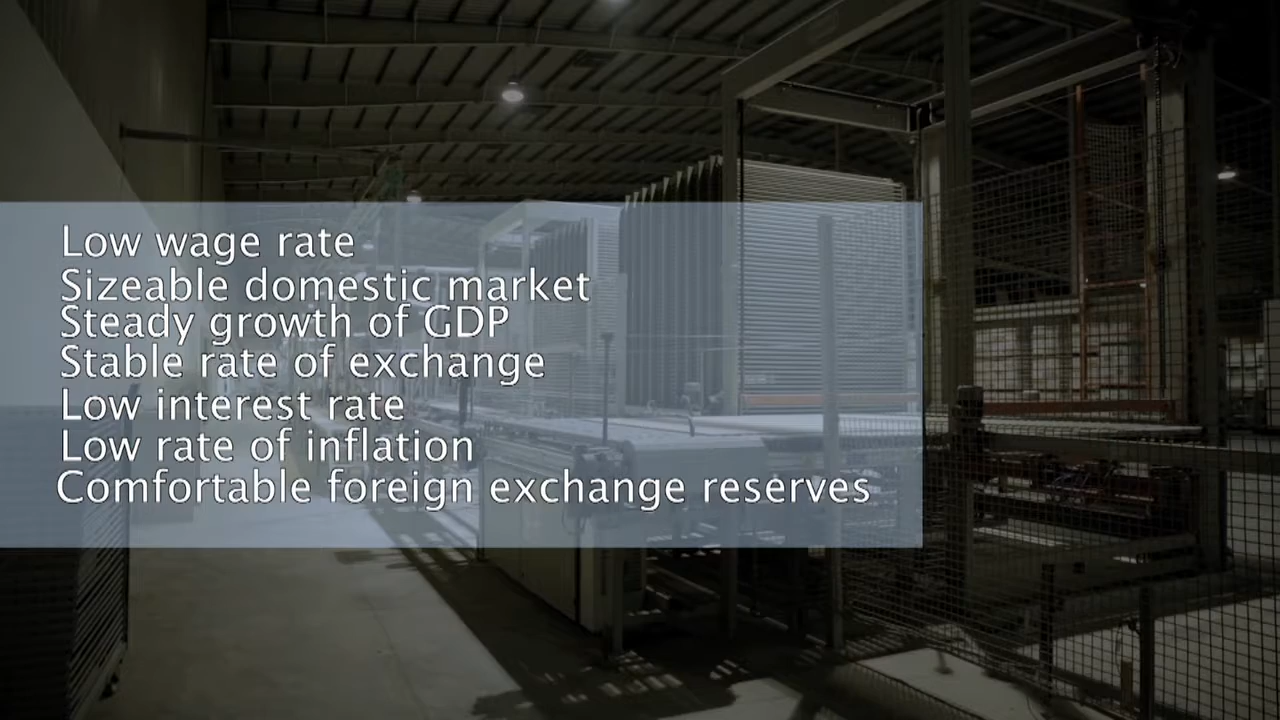 Low wage rate
Sizeable domestic market
Steady growth of GDP
Stable rate of exchange
Low interest rate
Low rate of inflation
Comfortable foreign exchange reserves